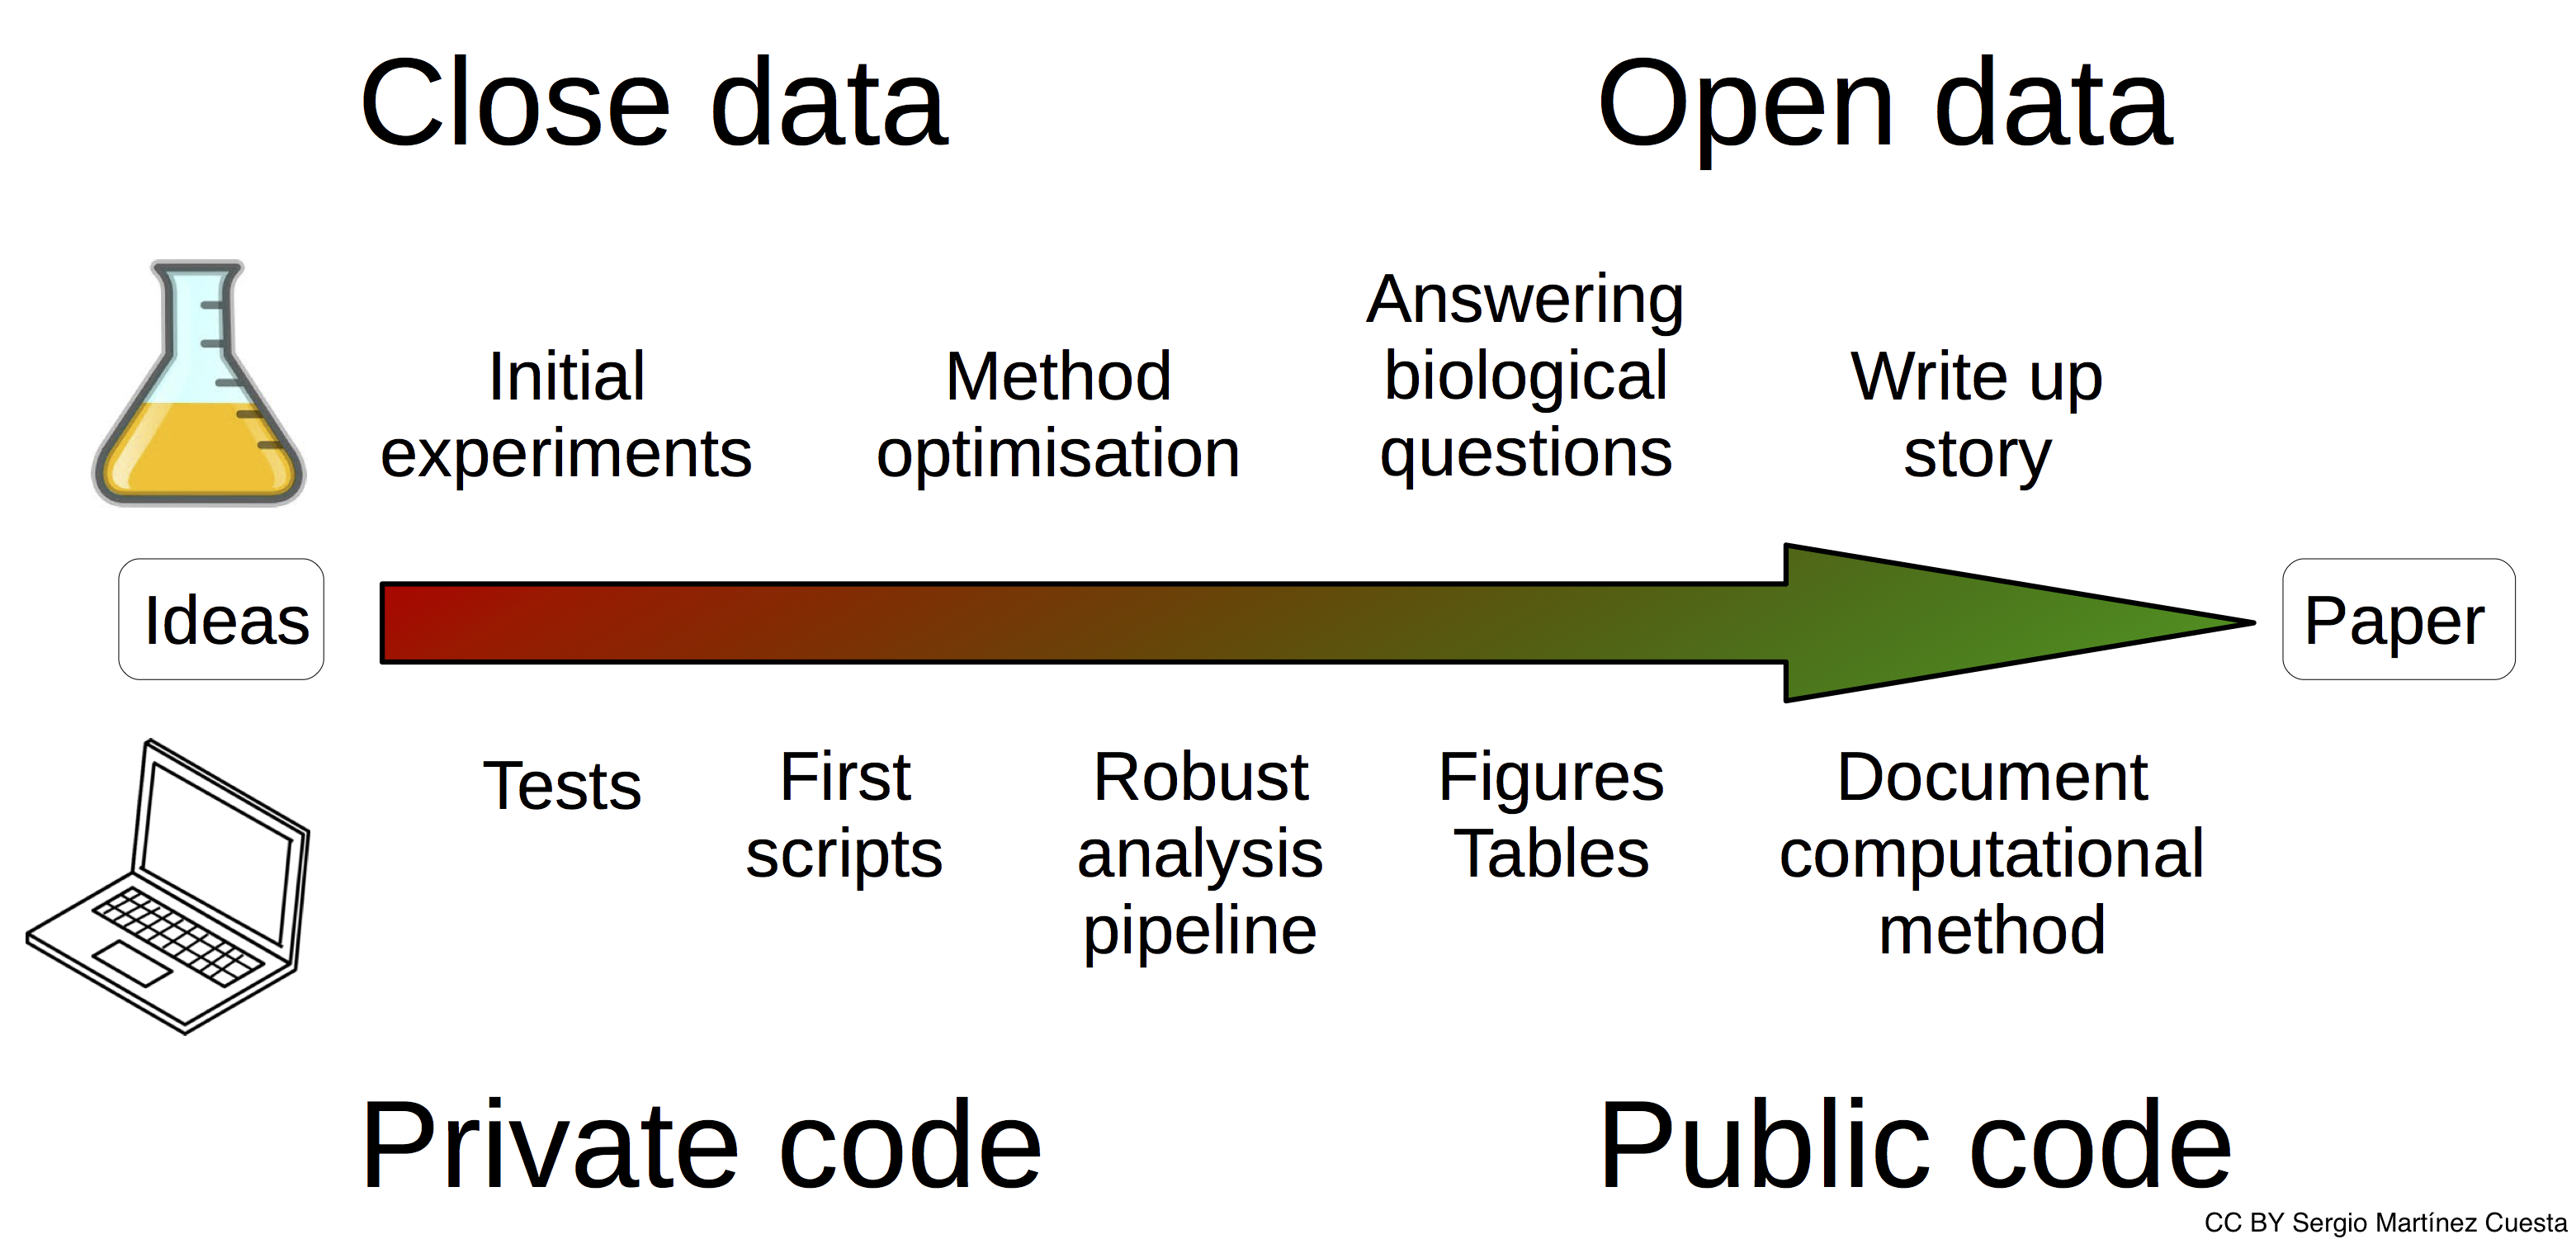 Close data
Open data
Initial
experiments
Method
optimisation
Answering
biological
questions
Write up
story
Ideas
Paper
Tests
First
scripts
Robust
analysis
pipeline
Figures
Tables
Document
computational
method
Private code
Public code
CC BY Sergio Martínez Cuesta